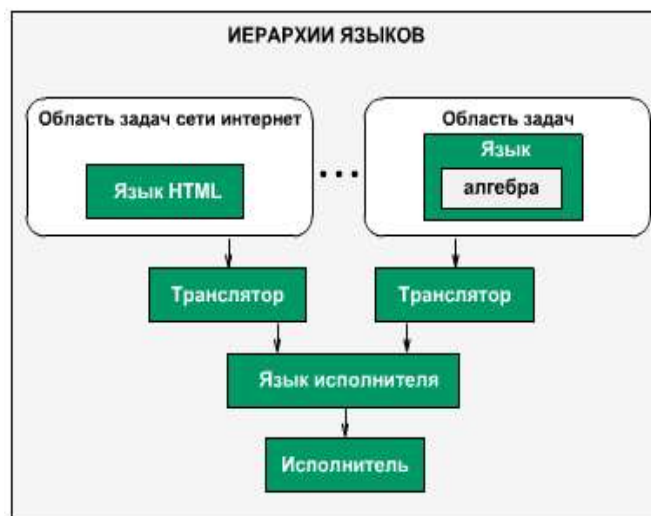 ИЕРАРХИИ ЯЗЫКОВ
Область задач сети интернет
Язык HTML
...
Область задач
Язык
алгебра
Транслятор
Транслятор
Язык исполнителя
Исполнитель